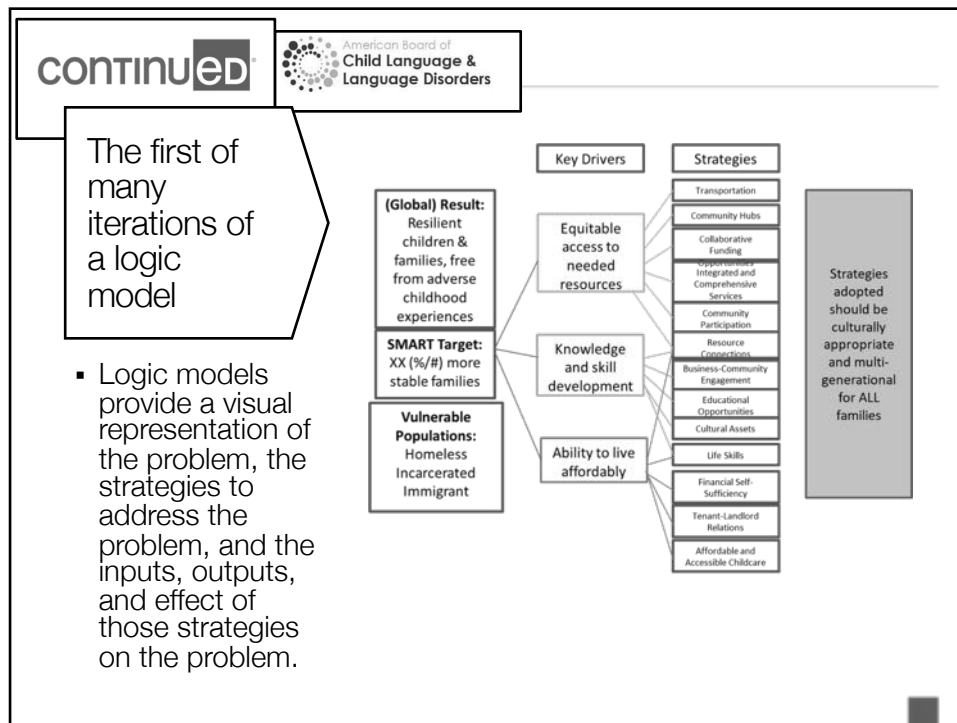 continued
American Board of
Child Language &
Language Disorders
The first of
many
iterations of
a logic
model
▪ Logic models
provide a visual
representation of
the problem, the
strategies to
address the
problem, and the
inputs, outputs,
and effect of
those strategies
on the problem.
(Global) Result:
Resilient
children &
families, free
from adverse
childhood
experiences
SMART Target:
XX (%/#) more
stable families
Vulnerable
Populations:
Homeless
Incarcerated
Immigrant
Key Drivers
Equitable
access to
needed
resources
Knowledge
and skill
development
Ability to live
affordably
Strategies
Transportation
Community Hubs
Collaborative
Funding
Opportunities
Integrated and
Comprehensive
Services
Community
Participation
Resource
Connections
Business-Community
Engagement
Educational
Opportunities
Cultural Assets
Life Skills
Financial Self-
Sufficiency
Tenant-Landlord
Relations
Affordable and
Accessible Childcare
Strategies
adopted
should be
culturally
appropriate
and multi-
generational
for ALL
families